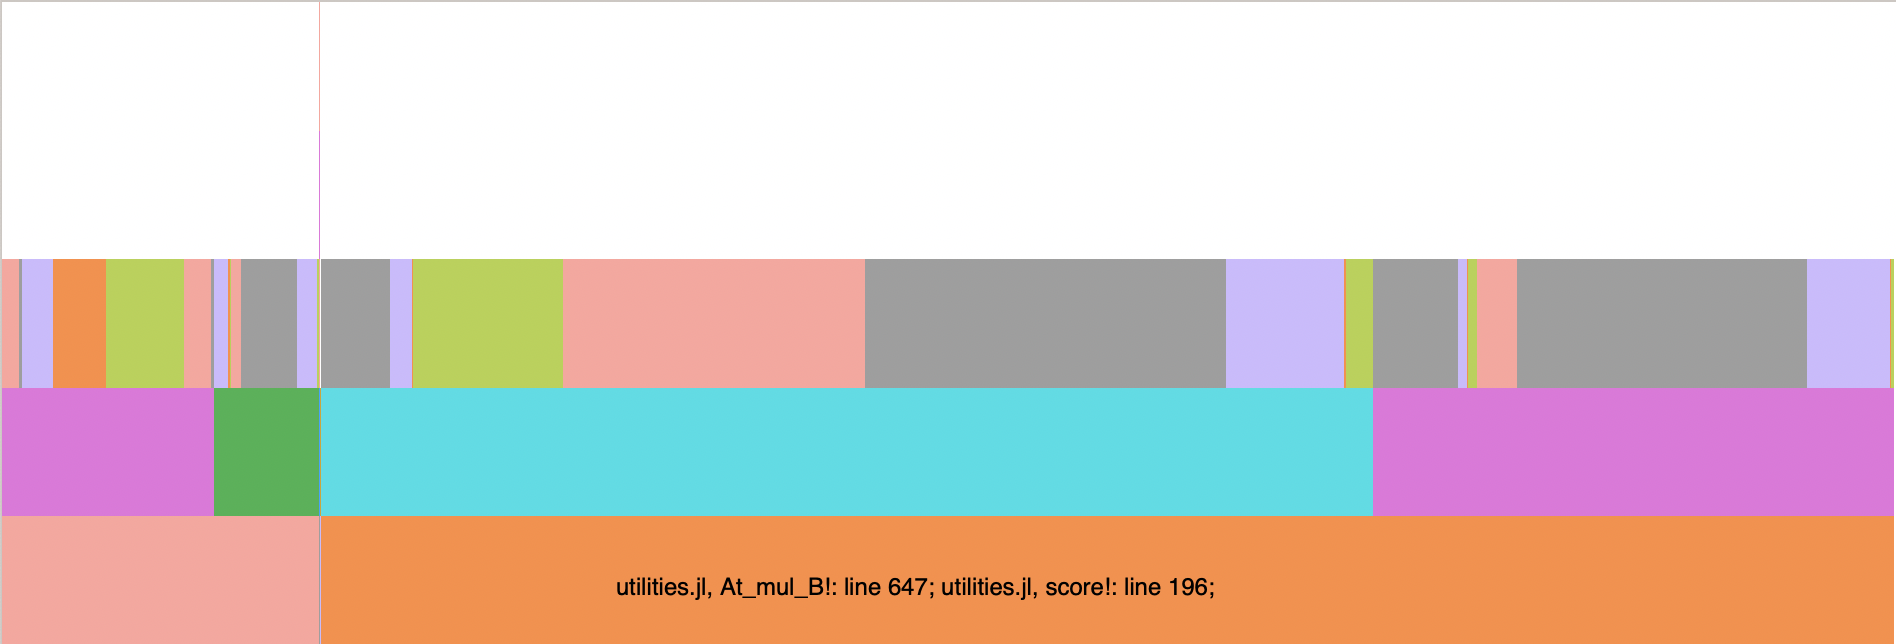 utilities.jl, At_mul_B!: line 647; utilities.jl, score!: line 196;